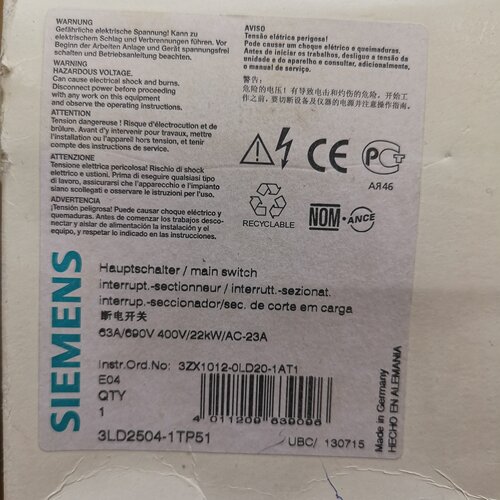 WARNUNG
Gefährliche elektrische Spannung! Kann zu
elektrischem Schlag und Verbrennungen führen. Vor
Beginn der Arbeiten Anlage und Gerät spannungsfrei
schalten und Betriebsanleitung beachten.
WARNING
HAZARDOUS VOLTAGE.
Can cause electrical shock and burns.
Disconnect power before proceeding
with any work on this equipment
and observe the operating instructions.
ATTENTION
Tension dangereuse ! Risque d'électrocution et de
brûlure. Avant d'y intervenir pour travaux, mettre
l'installation ou l'appareil hors tension, et tenir
compte des instructions de service.
ATTENZIONE
Tensione elettrica pericolosa! Rischio di shock
elettrico e ustioni. Prima di eseguire qualsiasi tipo
di lavoro, assicurarsi che l'apparecchio e l'impianto
siano scollegati e rispettare le istruzioni per l'uso.
ADVERTENCIA
¡Tensión peligrosa! Puede causar choque eléctrico y
quemaduras. Antes de comenzar los trabajos desco-
nectar y aislar de alimentación la instalación y el
equipo, y respetar lo indicado en las instrucciones.
AVISO
Tensão elétrica perigosa!
Pode causar um choque elétrico e queimaduras.
Antes de iniciar os trabalhos, desligue a tensão da
unidade e do aparelho e consultar, adicionalmente,
o manual de serviço.
警告:
危险的电压! 有导致电击和灼伤的危险。开始工
作之前,要切断设备及仪器的电源并注意操作指南。
CE
РСТ
АЯ46
RECYCLABLE
NOM-ANCE
SIEMENS
Hauptschalter / main switch
interrupt.-sectionneur / interrutt.-sezionat.
interrup.-seccionador/sec. de corte em carga
断电开关
63A/690V 400V/22kW/AC-23A
Instr.Ord.No: 3ZX1012-0LD20-1AT1
E04
QTY
1
4 011209 639096
3LD2504-1TP51
UBC/ 130715
Made in Germany
HECHO EN ALEMANIA